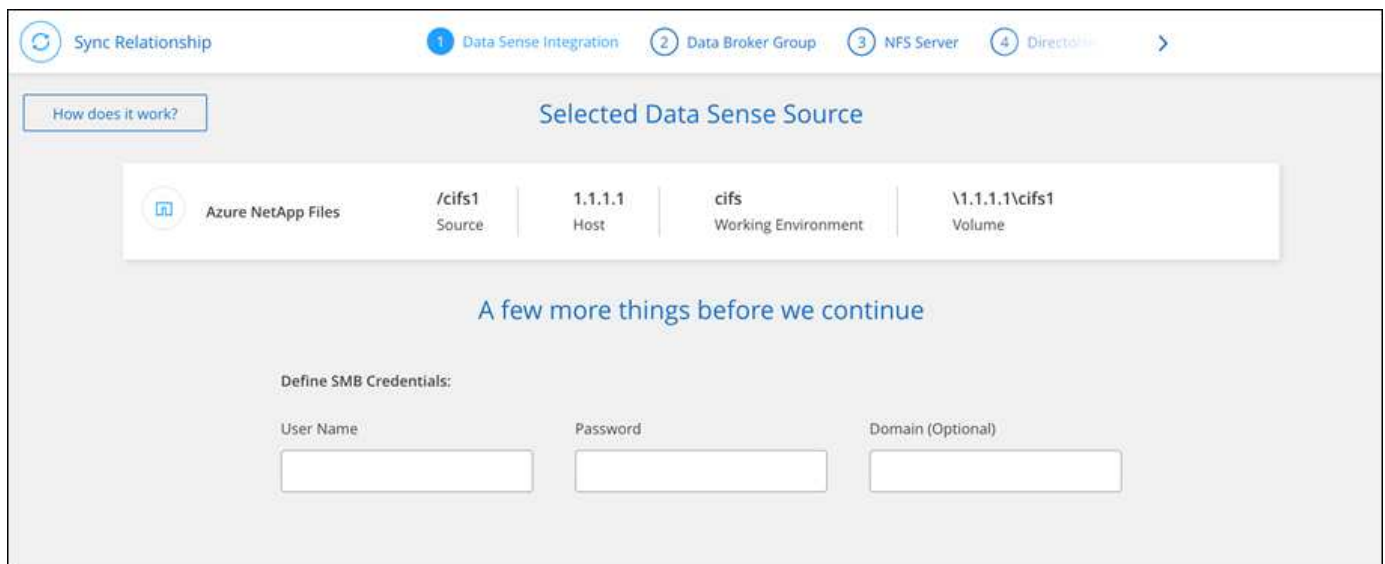 Sync Relationship
1 Data Sense Integration
2 Data Broker Group
3 NFS Server
4
How does it work?
Selected Data Sense Source
Azure NetApp Files
/cifs1
Source
1.1.1.1
Host
cifs
Working Environment
\1.1.1.1\cifs1
Volume
A few more things before we continue
Define SMB Credentials:
User Name
Password
Domain (Optional)